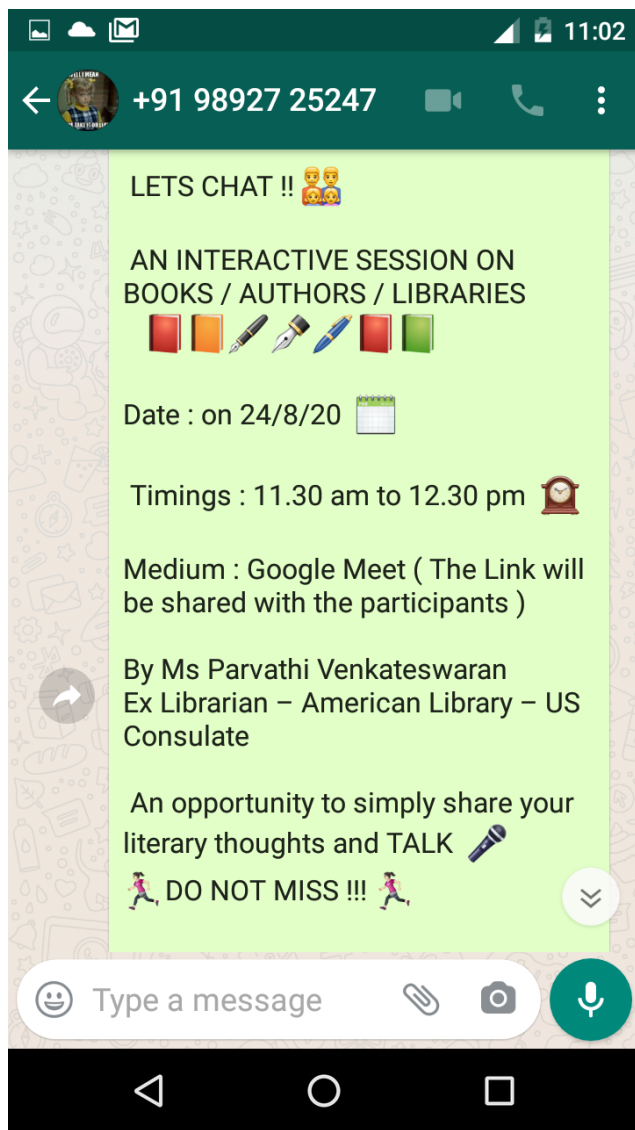 11:02
+91 98927 25247
LETS CHAT !!
AN INTERACTIVE SESSION ON
BOOKS / AUTHORS / LIBRARIES
Date : on 24/8/20
Timings : 11.30 am to 12.30 pm
Medium : Google Meet ( The Link will
be shared with the participants )
By Ms Parvathi Venkateswaran
Ex Librarian – American Library – US
Consulate
An opportunity to simply share your
literary thoughts and TALK
DO NOT MISS !!!
Type a message